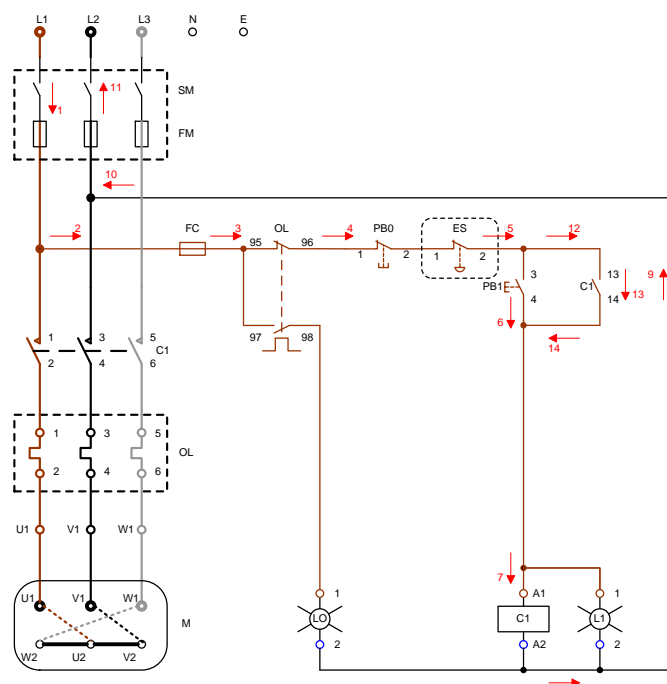 L1 L2 L3 N E
SM
1 11
FM
10
2 FC 3 OL 4 PB0 ES 5 12
95 96 1 2 1 2
3 13 9
PB1 C1 13
4 14
6
97 98 14
1 3 5
C1
2 4 6
1 3 5
OL
2 4 6
U1 V1 W1
7
U1 V1 W1 1 A1 1
M LO C1 L1
2 A2 2
W2 U2 V2